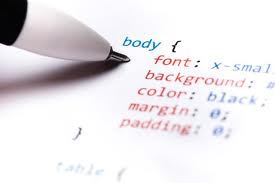 body {
font: x-smal
background: #
color: black;
margin: 0;
padding: 0;
}
table {